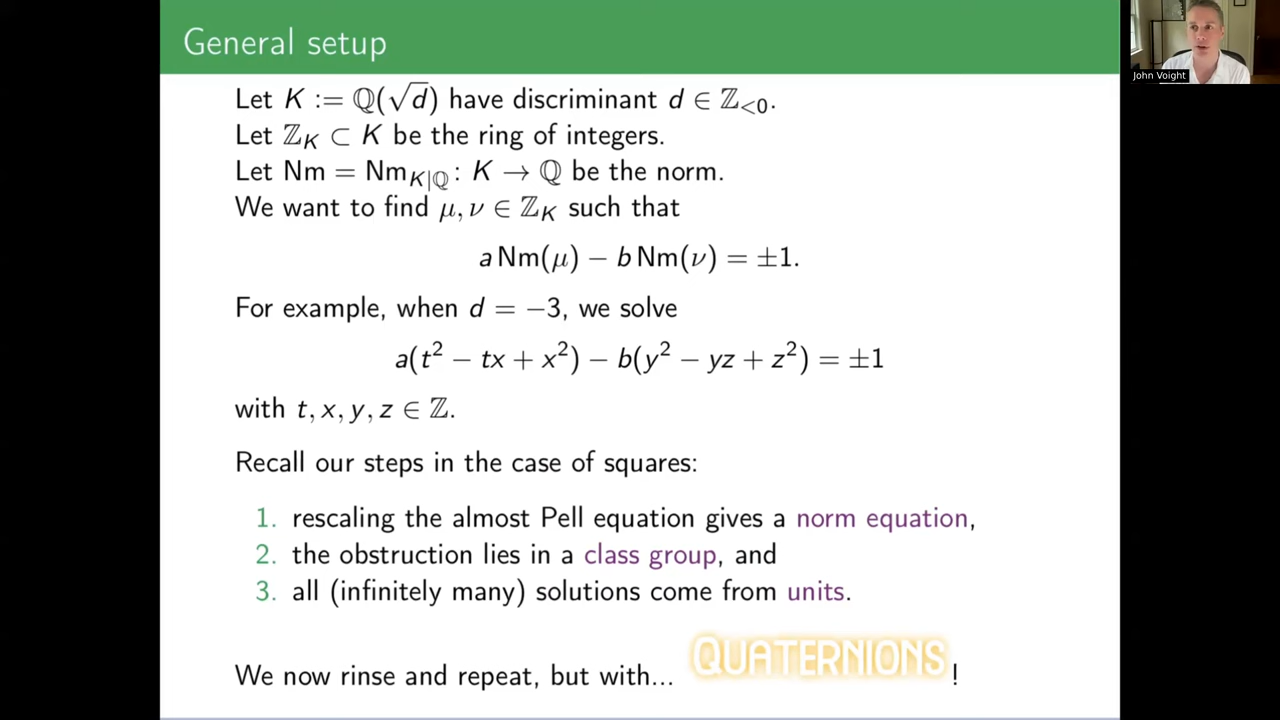 General setup
John Voight
Let K := ℚ(√d) have discriminant d ∈ ℤ<0.
Let ℤ_K ⊂ K be the ring of integers.
Let Nm = Nm_{K|ℚ} : K → ℚ be the norm.
We want to find μ, ν ∈ ℤ_K such that
a Nm(μ) − b Nm(ν) = ±1.
For example, when d = −3, we solve
a(t² − tx + x²) − b(y² − yz + z²) = ±1
with t, x, y, z ∈ ℤ.
Recall our steps in the case of squares:
1. rescaling the almost Pell equation gives a norm equation,
2. the obstruction lies in a class group, and
3. all (infinitely many) solutions come from units.
We now rinse and repeat, but with... QUATERNIONS !